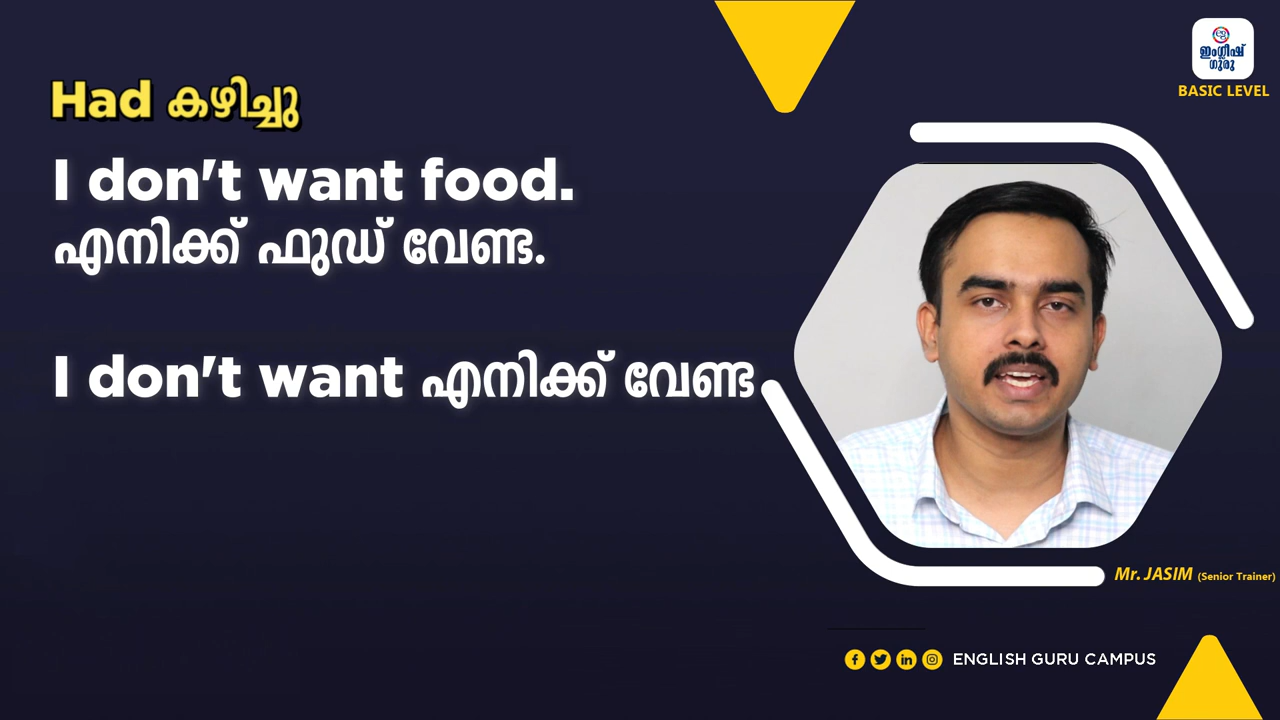 Had കഴിച്ചു
I don't want food.
എനിക്ക് ഫുഡ് വേണ്ട.
I don't want എനിക്ക് വേണ്ട
ഇംഗ്ലീഷ്
ഗുരു
BASIC LEVEL
Mr. JASIM (Senior Trainer)
ENGLISH GURU CAMPUS